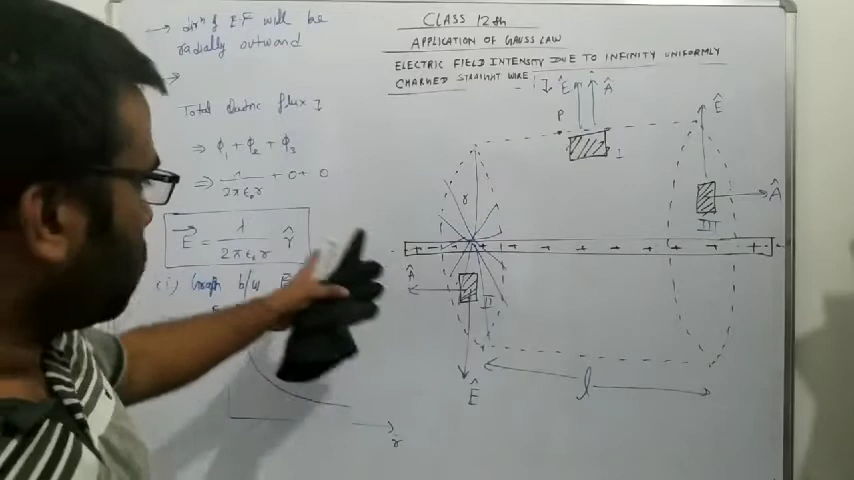 → dirⁿ of E.F will be
radially outward
→
Total electric flux
⇒ ϕ₁ + ϕ₂ + ϕ₃
⇒ λ/2πε₀r + 0 + 0
E⃗ = λ/2πε₀r r̂
(i) Graph b/w E
r
CLASS 12th
APPLICATION OF GAUSS LAW
ELECTRIC FIELD INTENSITY DUE TO INFINITY UNIFORMLY
CHARGED STRAIGHT WIRE
Ê Â
P
I
r
Ê
Â
III
+ + + + + + + +
Â
II
Ê
l